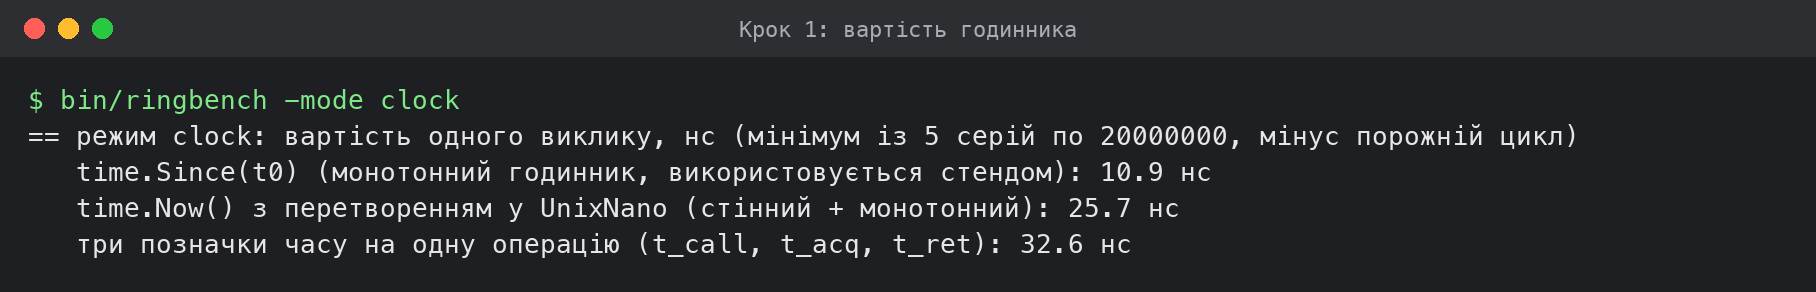 Крок 1: вартість годинника
$ bin/ringbench −mode clock
== режим clock: вартість одного виклику, нс (мінімум із 5 серій по 20000000, мінус порожній цикл)
time.Since(t0) (монотонний годинник, використовується стендом): 10.9 нс
time.Now() з перетворенням у UnixNano (стінний + монотонний): 25.7 нс
три позначки часу на одну операцію (t_call, t_acq, t_ret): 32.6 нс